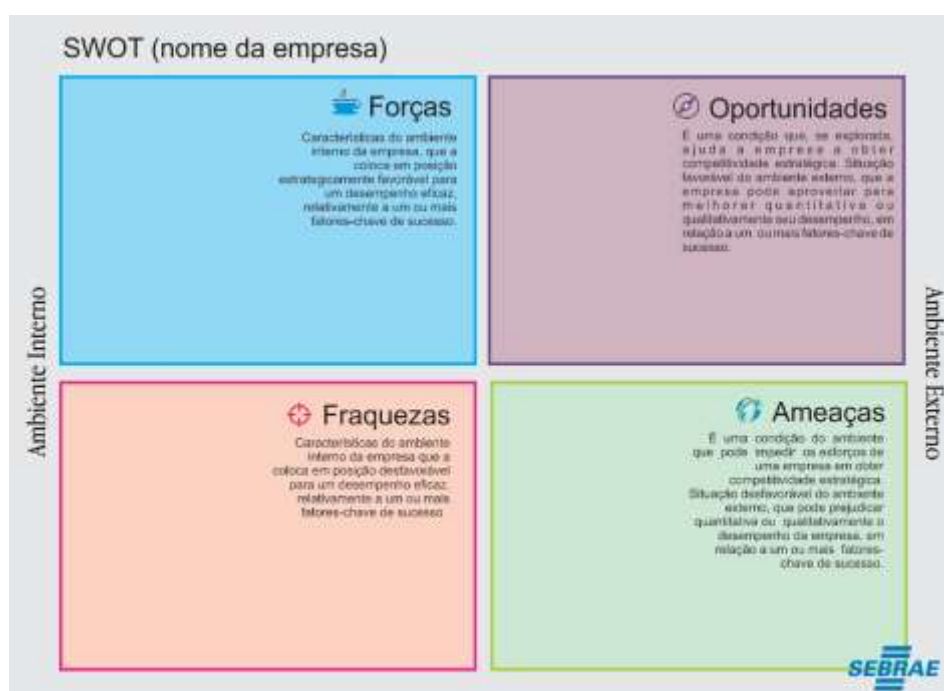 SWOT (nome da empresa)
Forças
Características do ambiente
interno da empresa, que a
coloca em posição
estrategicamente favorável para
um desempenho eficaz,
relativamente a um ou mais
fatores-chave de sucesso.
Oportunidades
É uma condição que, se explorada,
ajuda a empresa a obter
competitividade estratégica. Situação
favorável do ambiente externo, que a
empresa pode aproveitar para
melhorar quantitativa ou
qualitativamente seu desempenho, em
relação a um ou mais fatores-chave de
sucesso.
Ambiente Interno
Ambiente Externo
Fraquezas
Características do ambiente
interno da empresa que a
coloca em posição desfavorável
para um desempenho eficaz,
relativamente a um ou mais
fatores-chave de sucesso
Ameaças
É uma condição do ambiente
que pode impedir os esforços de
uma empresa em obter
competitividade estratégica.
Situação desfavorável do ambiente
externo, que pode prejudicar
quantitativa ou qualitativamente o
desempenho da empresa, em
relação a um ou mais fatores-
chave de sucesso.
SEBRAE